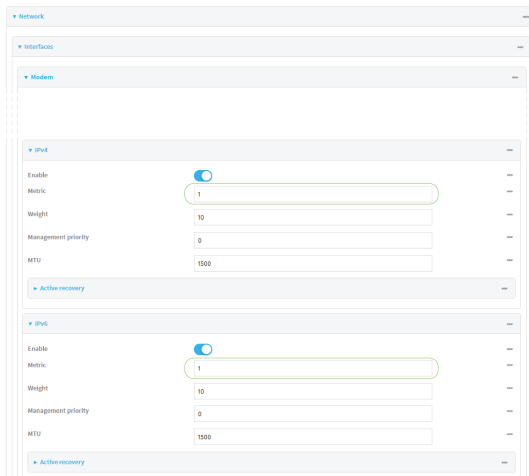 Network
Interfaces
Modem
IPv4
Enable
Metric 1
Weight 10
Management priority 0
MTU 1500
Active recovery
IPv6
Enable
Metric 1
Weight 10
Management priority 0
MTU 1500
Active recovery